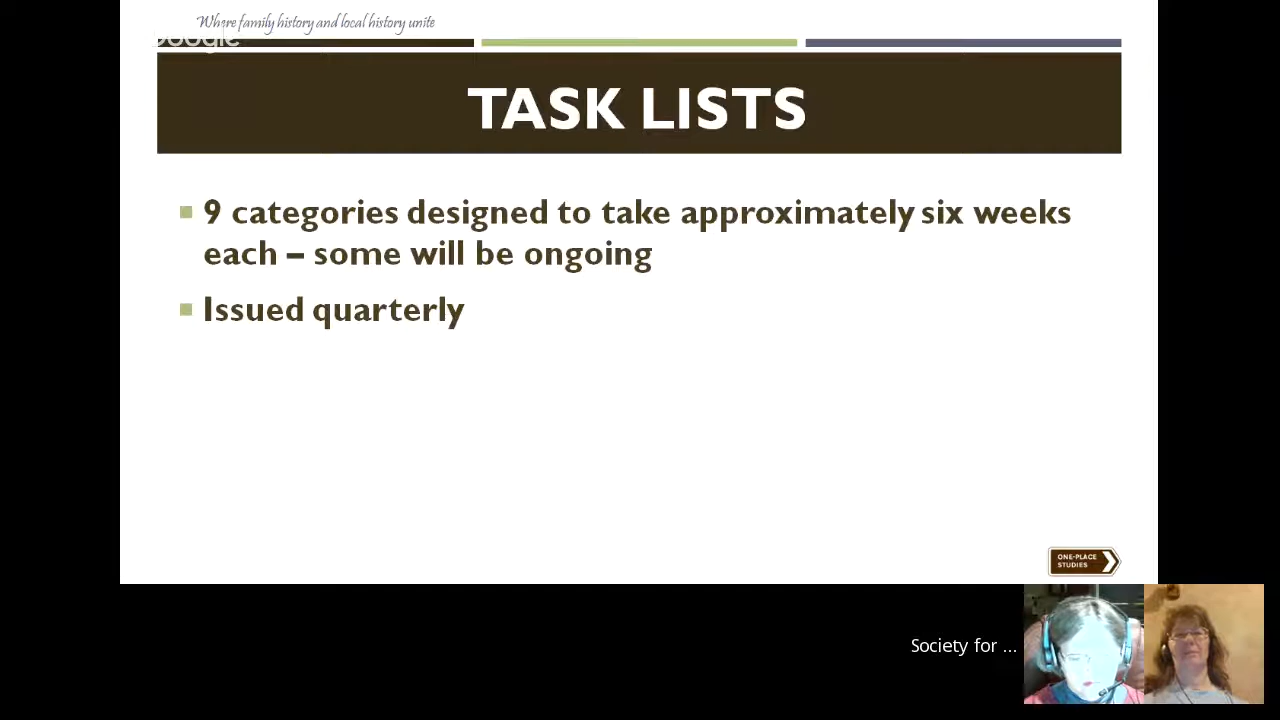 Where family history and local history unite
Google
TASK LISTS
9 categories designed to take approximately six weeks
each – some will be ongoing
Issued quarterly
ONE-PLACE
STUDIES
Society for ...